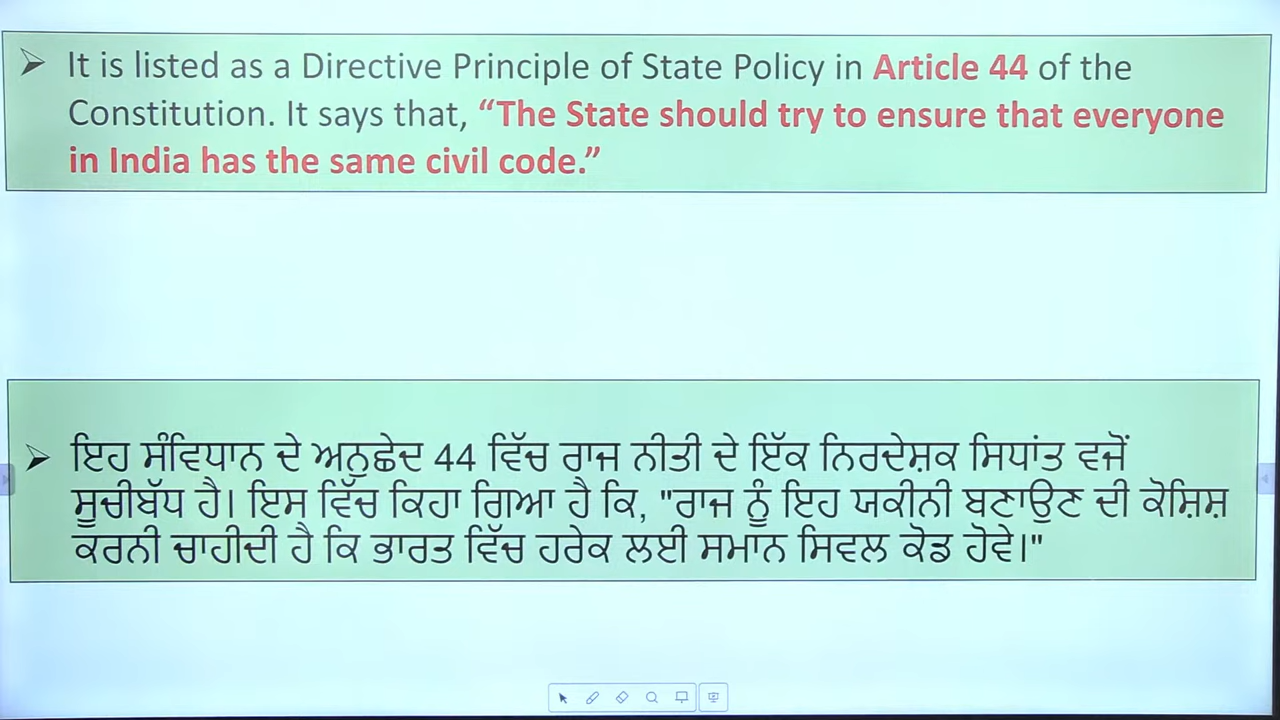 ➢ It is listed as a Directive Principle of State Policy in Article 44 of the
Constitution. It says that, “The State should try to ensure that everyone
in India has the same civil code.”
➢ ਇਹ ਸੰਵਿਧਾਨ ਦੇ ਅਨੁਛੇਦ 44 ਵਿੱਚ ਰਾਜ ਨੀਤੀ ਦੇ ਇੱਕ ਨਿਰਦੇਸ਼ਕ ਸਿਧਾਂਤ ਵਜੋਂ
ਸੂਚੀਬੱਧ ਹੈ। ਇਸ ਵਿੱਚ ਕਿਹਾ ਗਿਆ ਹੈ ਕਿ, "ਰਾਜ ਨੂੰ ਇਹ ਯਕੀਨੀ ਬਣਾਉਣ ਦੀ ਕੋਸ਼ਿਸ਼
ਕਰਨੀ ਚਾਹੀਦੀ ਹੈ ਕਿ ਭਾਰਤ ਵਿੱਚ ਹਰੇਕ ਲਈ ਸਮਾਨ ਸਿਵਲ ਕੋਡ ਹੋਵੇ।"